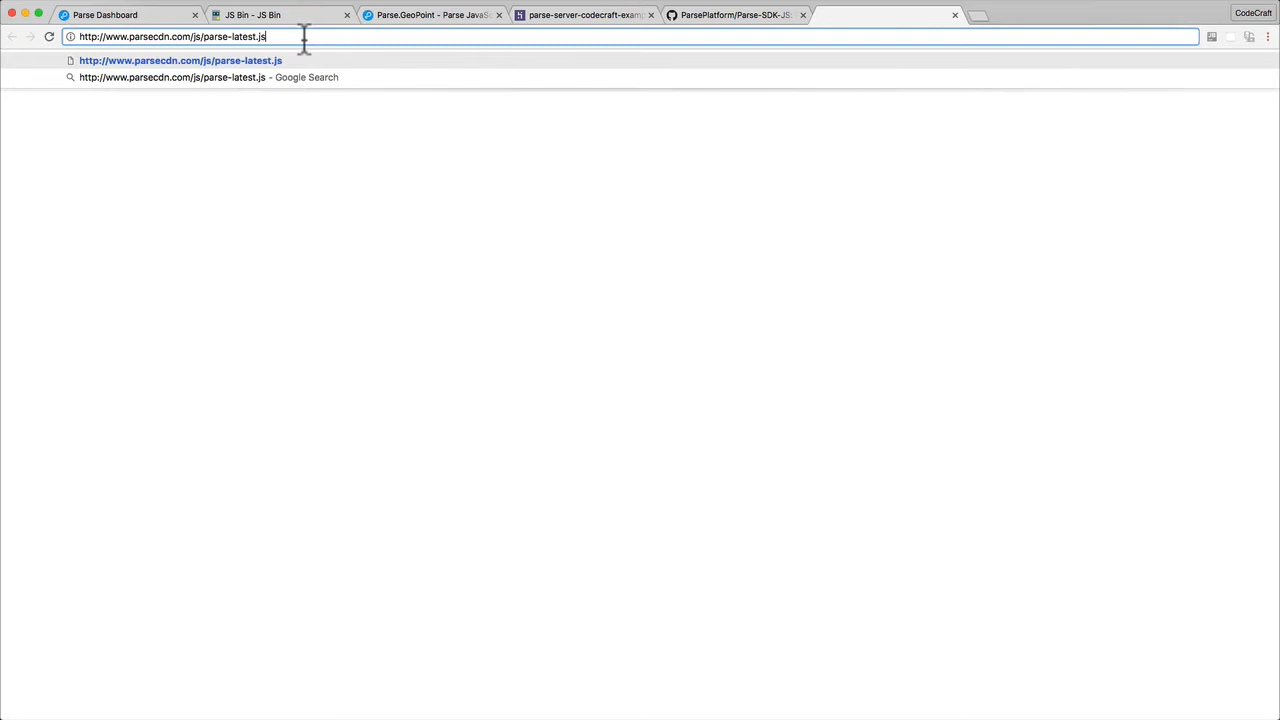 Parse Dashboard
JS Bin - JS Bin
Parse.GeoPoint - Parse JavaSc
parse-server-codecraft-examp
ParsePlatform/Parse-SDK-JS:
CodeCraft
http://www.parsecdn.com/js/parse-latest.js
http://www.parsecdn.com/js/parse-latest.js
http://www.parsecdn.com/js/parse-latest.js - Google Search